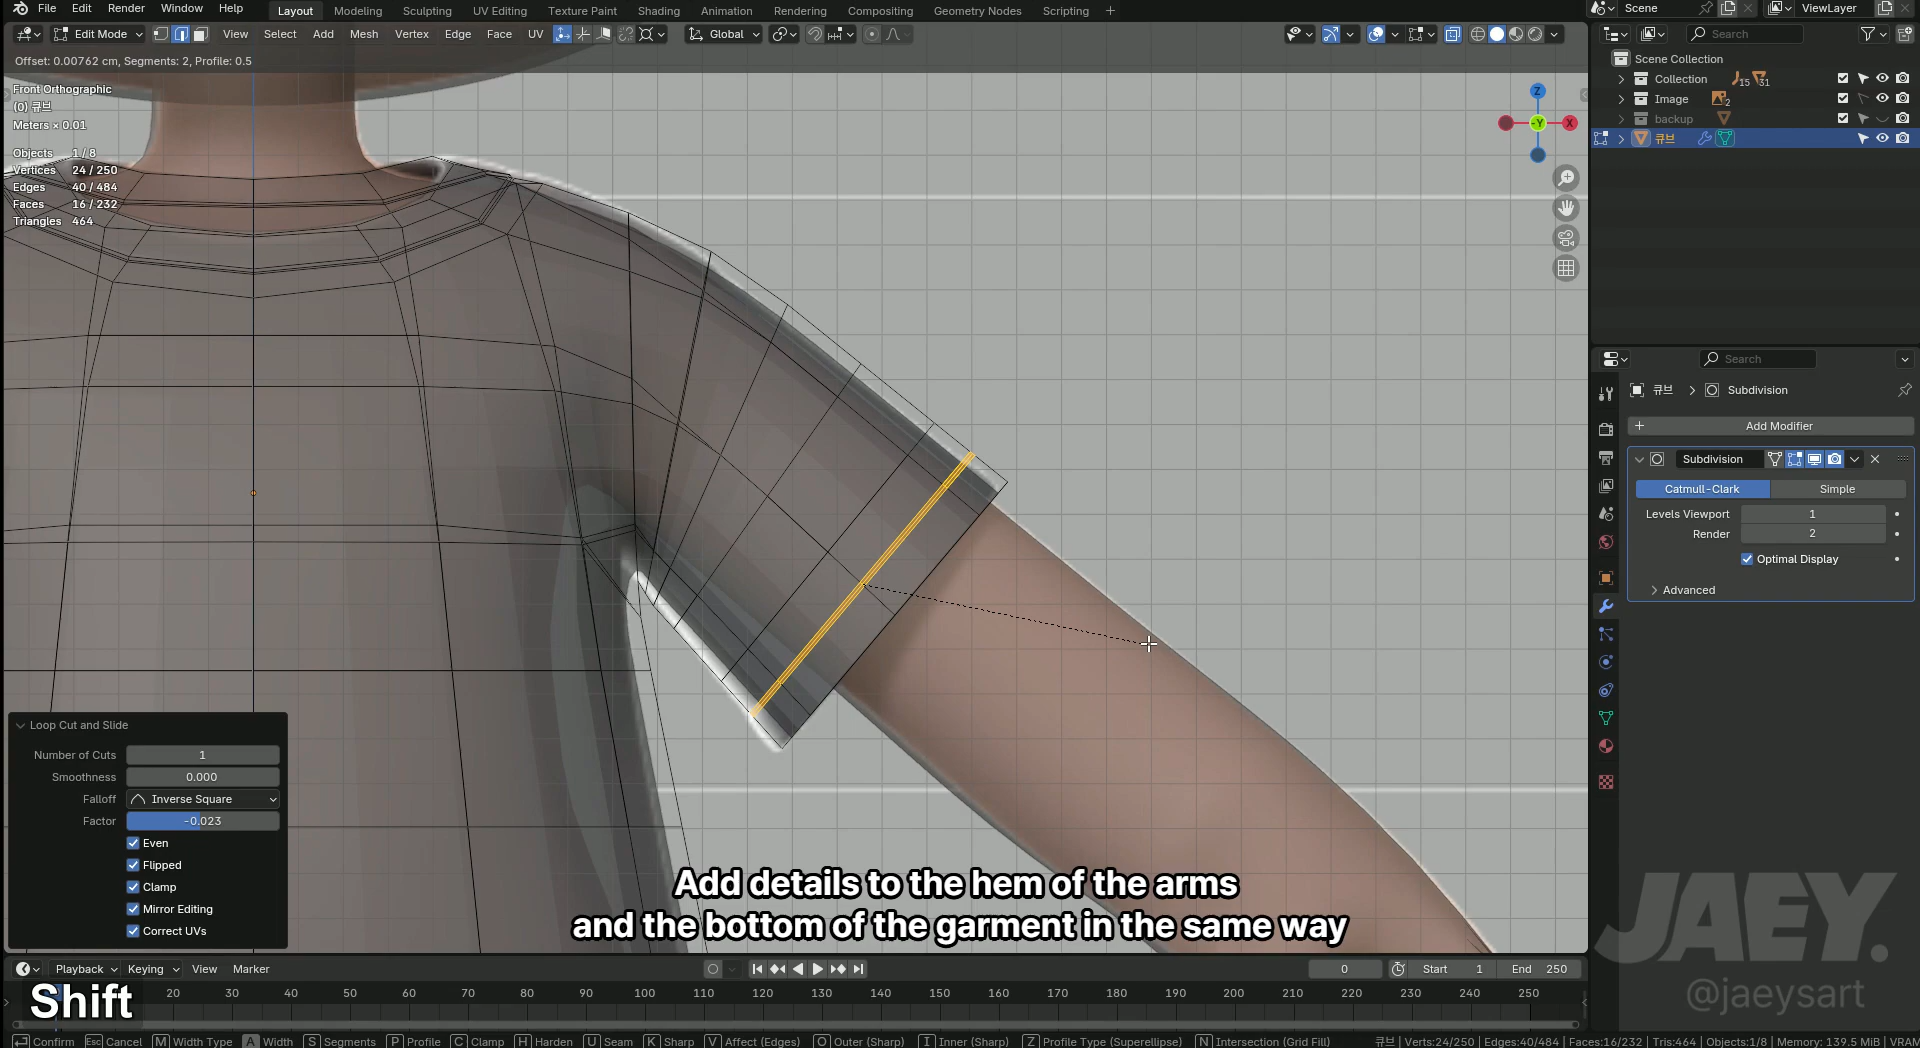 File Edit Render Window Help Layout Modeling Sculpting UV Editing Texture Paint Shading Animation Rendering Compositing Geometry Nodes Scripting + Scene ViewLayer
Edit Mode View Select Add Mesh Vertex Edge Face UV Global Search
Offset: 0.00762 cm, Segments: 2, Profile: 0.5
Front Orthographic
(0) 큐브
Meters × 0.01
Objects 1 / 8
Vertices 24 / 250
Edges 40 / 484
Faces 16 / 232
Triangles 464
Z
-Y
X
Scene Collection
Collection 15 31
Image 2
backup
큐브
Search
큐브 > Subdivision
+ Add Modifier
Subdivision
Catmull-Clark Simple
Levels Viewport 1
Render 2
Optimal Display
Advanced
Loop Cut and Slide
Number of Cuts 1
Smoothness 0.000
Falloff Inverse Square
Factor -0.023
Even
Flipped
Clamp
Mirror Editing
Correct UVs
Add details to the hem of the arms
and the bottom of the garment in the same way
JAEY.
@jaeysart
Playback Keying View Marker 0 Start 1 End 250
20 30 40 50 60 70 80 90 100 110 120 130 140 150 160 170 180 190 200 210 220 230 240 250
Shift
Confirm Esc Cancel M Width Type A Width S Segments P Profile C Clamp H Harden U Seam K Sharp V Affect (Edges) O Outer (Sharp) I Inner (Sharp) Z Profile Type (Superellipse) N Intersection (Grid Fill) 큐브 | Verts:24/250 | Edges:40/484 | Faces:16/232 | Tris:464 | Objects:1/8 | Memory: 139.5 MiB | VRAM